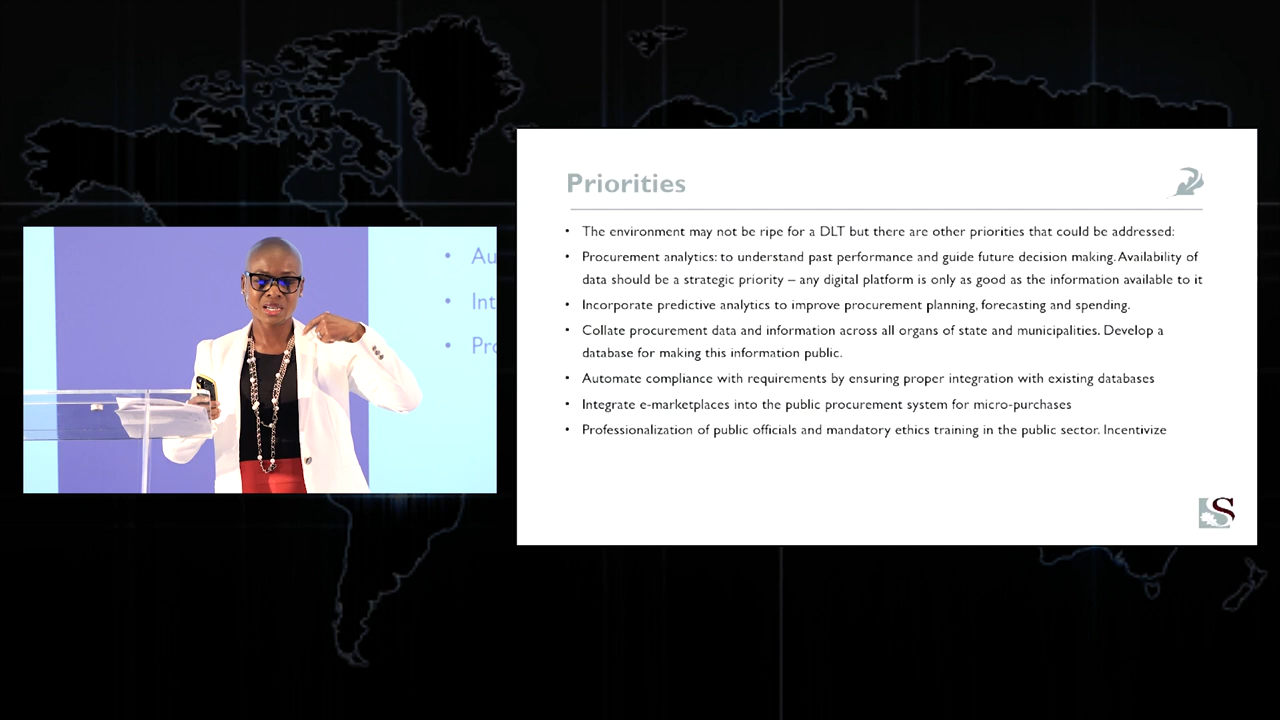 Priorities
• The environment may not be ripe for a DLT but there are other priorities that could be addressed:
• Procurement analytics: to understand past performance and guide future decision making. Availability of
data should be a strategic priority – any digital platform is only as good as the information available to it
• Incorporate predictive analytics to improve procurement planning, forecasting and spending.
• Collate procurement data and information across all organs of state and municipalities. Develop a
database for making this information public.
• Automate compliance with requirements by ensuring proper integration with existing databases
• Integrate e-marketplaces into the public procurement system for micro-purchases
• Professionalization of public officials and mandatory ethics training in the public sector. Incentivize
• Au
• Int
• Pro
S